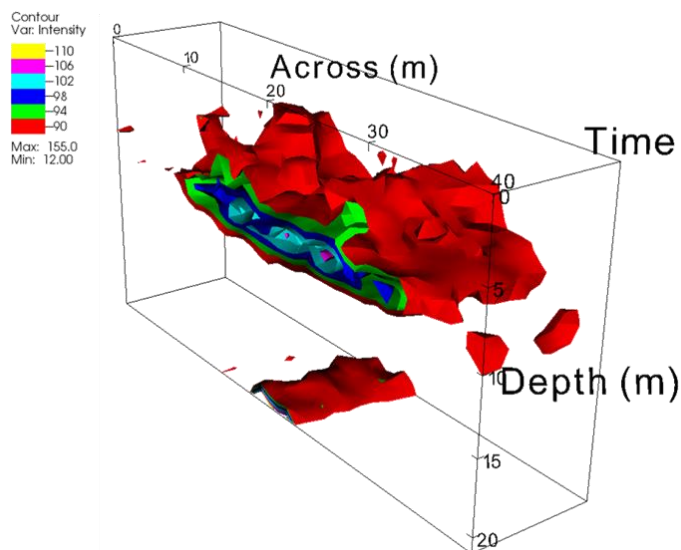 Contour
Var: Intensity
110
106
102
98
94
90
Max: 155.0
Min: 12.00
0
10
Across (m)
20
30
Time
40
0
5
10
Depth (m)
15
20